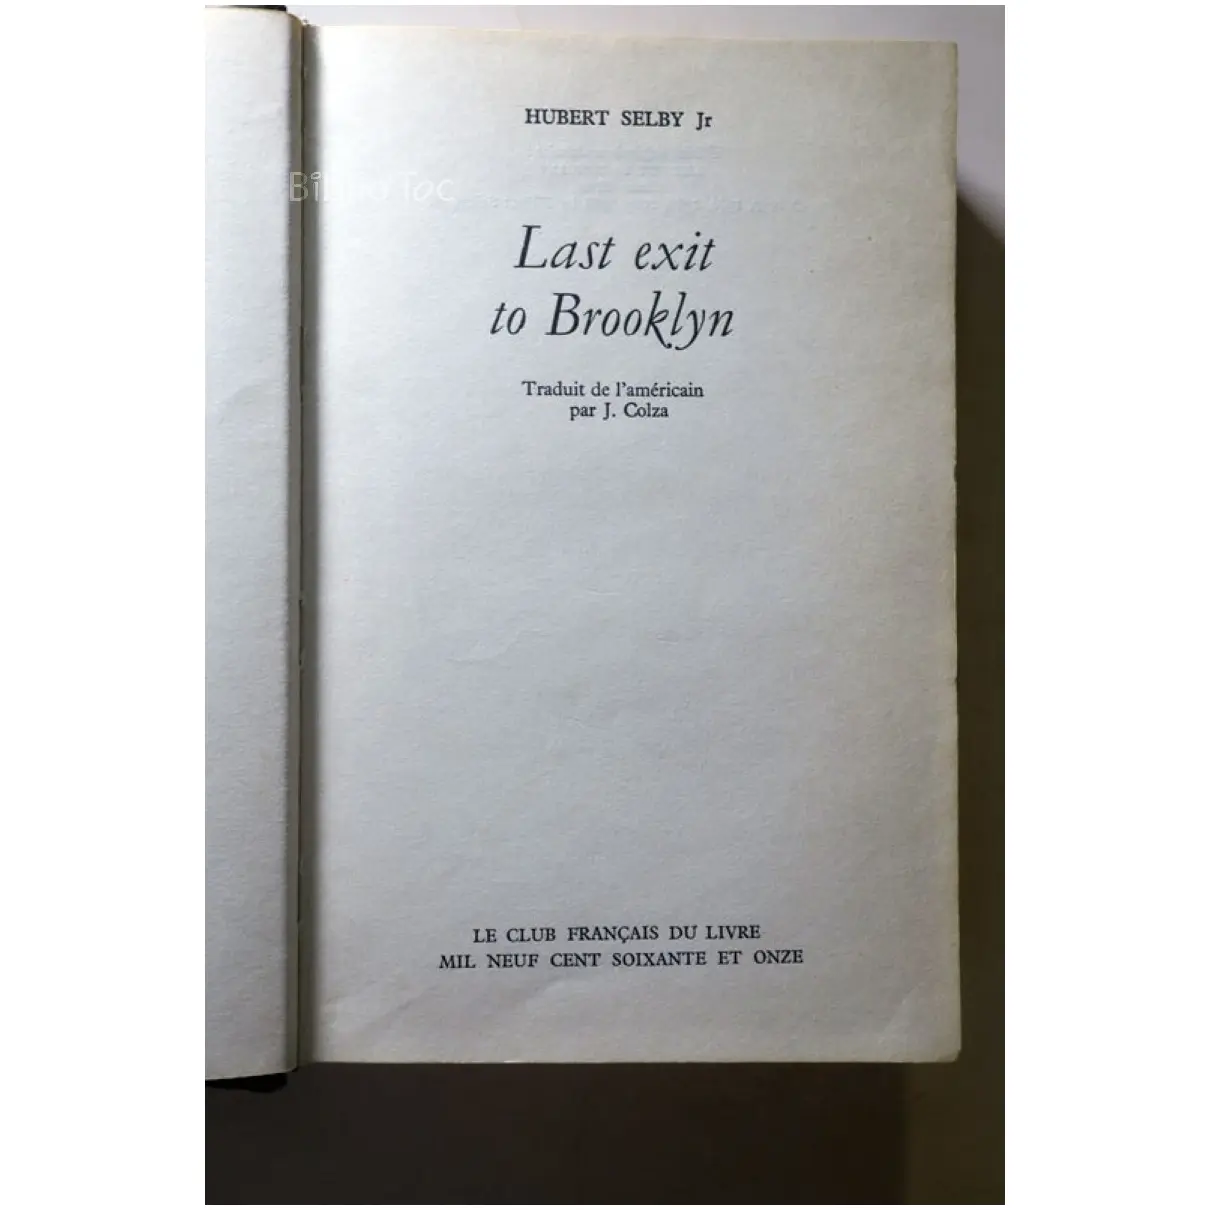 HUBERT SELBY Jr
Last exit
to Brooklyn
Traduit de l'américain
par J. Colza
LE CLUB FRANÇAIS DU LIVRE
MIL NEUF CENT SOIXANTE ET ONZE